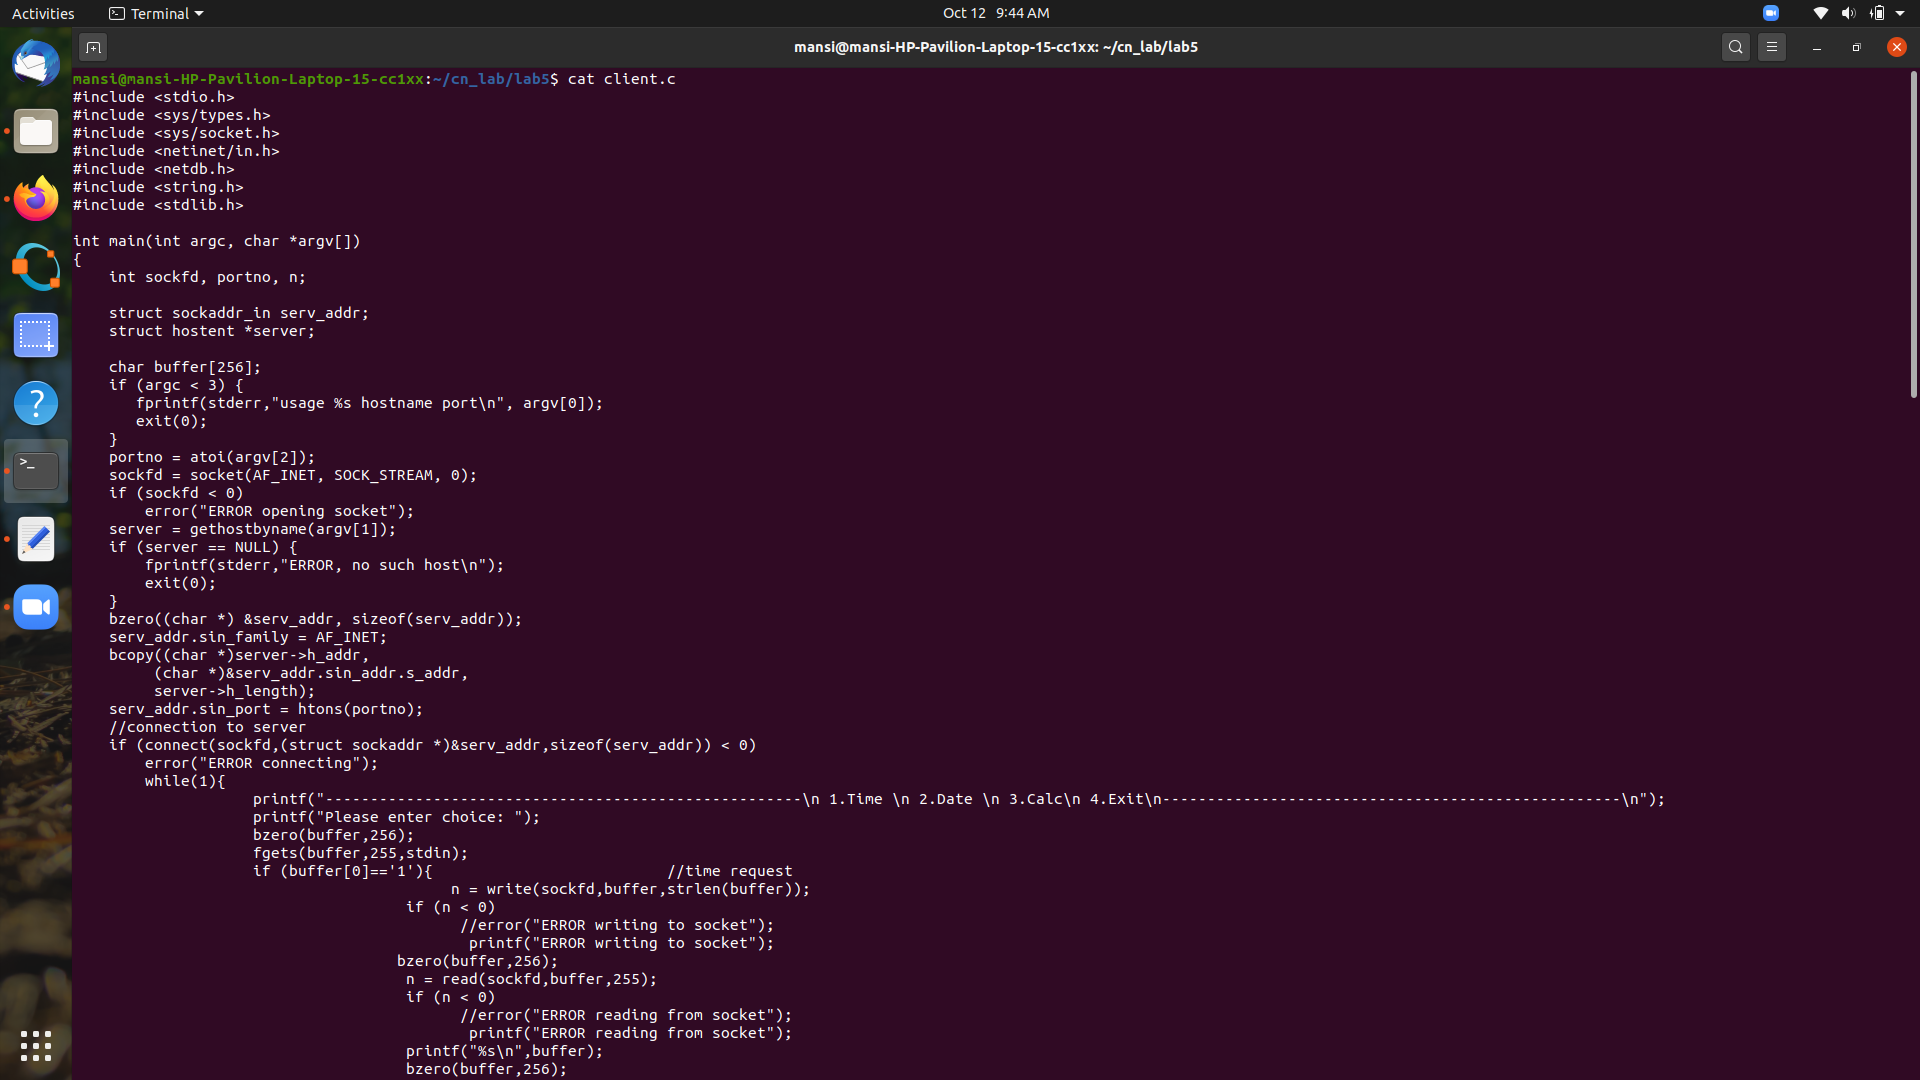 Activities
Terminal
Oct 12 9:44 AM
mansi@mansi-HP-Pavilion-Laptop-15-cc1xx: ~/cn_lab/lab5
mansi@mansi-HP-Pavilion-Laptop-15-cc1xx:~/cn_lab/lab5$ cat client.c
#include <stdio.h>
#include <sys/types.h>
#include <sys/socket.h>
#include <netinet/in.h>
#include <netdb.h>
#include <string.h>
#include <stdlib.h>
int main(int argc, char *argv[])
{
    int sockfd, portno, n;
    struct sockaddr_in serv_addr;
    struct hostent *server;
    char buffer[256];
    if (argc < 3) {
       fprintf(stderr,"usage %s hostname port\n", argv[0]);
       exit(0);
    }
    portno = atoi(argv[2]);
    sockfd = socket(AF_INET, SOCK_STREAM, 0);
    if (sockfd < 0)
        error("ERROR opening socket");
    server = gethostbyname(argv[1]);
    if (server == NULL) {
        fprintf(stderr,"ERROR, no such host\n");
        exit(0);
    }
    bzero((char *) &serv_addr, sizeof(serv_addr));
    serv_addr.sin_family = AF_INET;
    bcopy((char *)server->h_addr,
         (char *)&serv_addr.sin_addr.s_addr,
         server->h_length);
    serv_addr.sin_port = htons(portno);
    //connection to server
    if (connect(sockfd,(struct sockaddr *)&serv_addr,sizeof(serv_addr)) < 0)
        error("ERROR connecting");
        while(1){
                    printf("-----------------------------------------------------\n 1.Time \n 2.Date \n 3.Calc\n 4.Exit\n---------------------------------------------------\n");
                    printf("Please enter choice: ");
                    bzero(buffer,256);
                    fgets(buffer,255,stdin);
                    if (buffer[0]=='1'){                          //time request
                                          n = write(sockfd,buffer,strlen(buffer));
                                     if (n < 0)
                                           //error("ERROR writing to socket");
                                            printf("ERROR writing to socket");
                                    bzero(buffer,256);
                                     n = read(sockfd,buffer,255);
                                     if (n < 0)
                                           //error("ERROR reading from socket");
                                            printf("ERROR reading from socket");
                                     printf("%s\n",buffer);
                                     bzero(buffer,256);